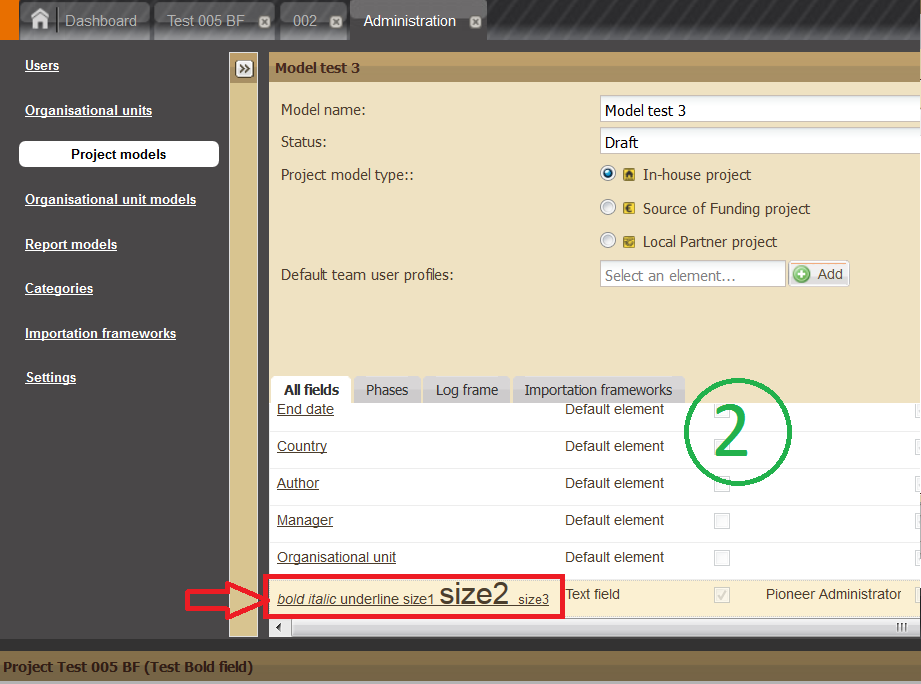 Dashboard Test 005 BF 002 Administration
Users
Organisational units
Project models
Organisational unit models
Report models
Categories
Importation frameworks
Settings
Model test 3
Model name: Model test 3
Status: Draft
Project model type:: In-house project
Source of Funding project
Local Partner project
Default team user profiles: Select an element... Add
All fields Phases Log frame Importation frameworks
End date Default element
2
Country Default element
Author Default element
Manager Default element
Organisational unit Default element
bold italic underline size1 size2 size3 Text field Pioneer Administrator
Project Test 005 BF (Test Bold field)